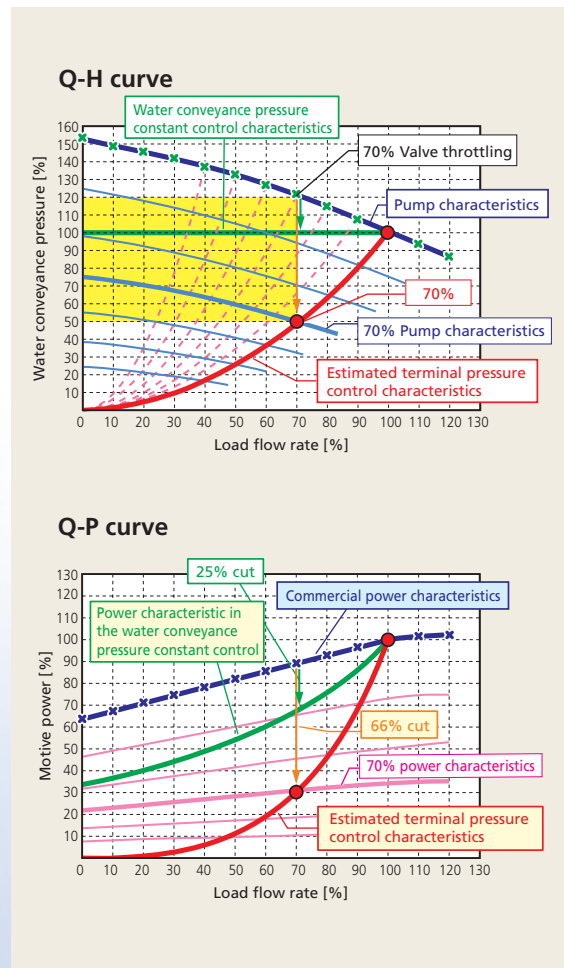 Q-H curve
Water conveyance pressure
constant control characteristics
70% Valve throttling
Pump characteristics
70%
70% Pump characteristics
Estimated terminal pressure
control characteristics
Water conveyance pressure [%]
160
150
140
130
120
110
100
90
80
70
60
50
40
30
20
10
0 10 20 30 40 50 60 70 80 90 100 110 120 130
Load flow rate [%]
Q-P curve
25% cut
Commercial power characteristics
Power characteristic in
the water conveyance
pressure constant control
66% cut
70% power characteristics
Estimated terminal pressure
control characteristics
Motive power [%]
130
120
110
100
90
80
70
60
50
40
30
20
10
0 10 20 30 40 50 60 70 80 90 100 110 120 130
Load flow rate [%]